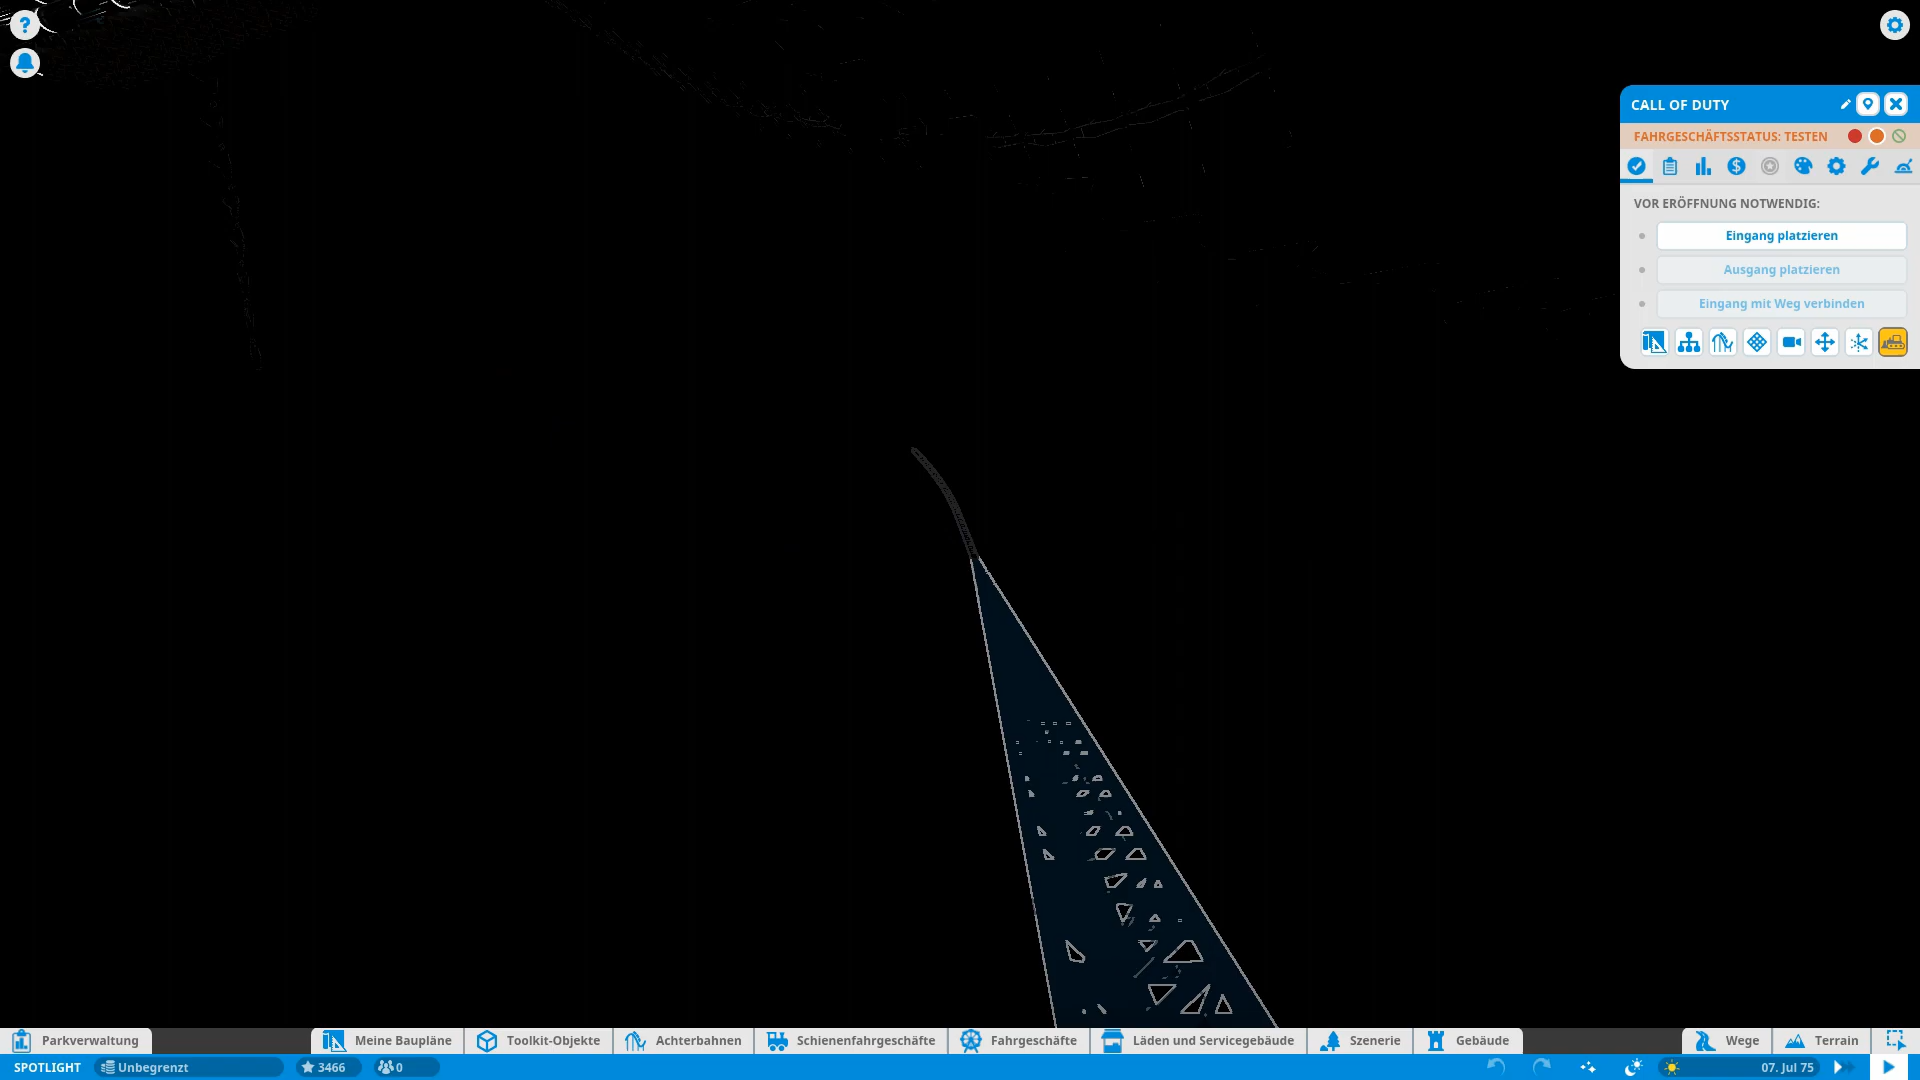 CALL OF DUTY
FAHRGESCHÄFTSSTATUS: TESTEN
VOR ERÖFFNUNG NOTWENDIG:
Eingang platzieren
Ausgang platzieren
Eingang mit Weg verbinden
Parkverwaltung
Meine Baupläne
Toolkit-Objekte
Achterbahnen
Schienenfahrgeschäfte
Fahrgeschäfte
Läden und Servicegebäude
Szenerie
Gebäude
Wege
Terrain
SPOTLIGHT
Unbegrenzt
3466
0
07. Jul 75